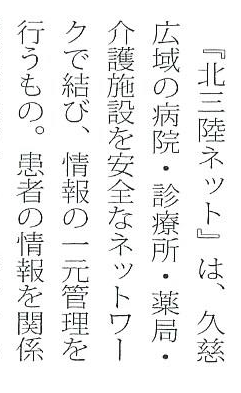 『北三陸ネット』は、久慈
広域の病院・診療所・薬局・
介護施設を安全なネットワー
クで結び、情報の一元管理を
行うもの。患者の情報を関係